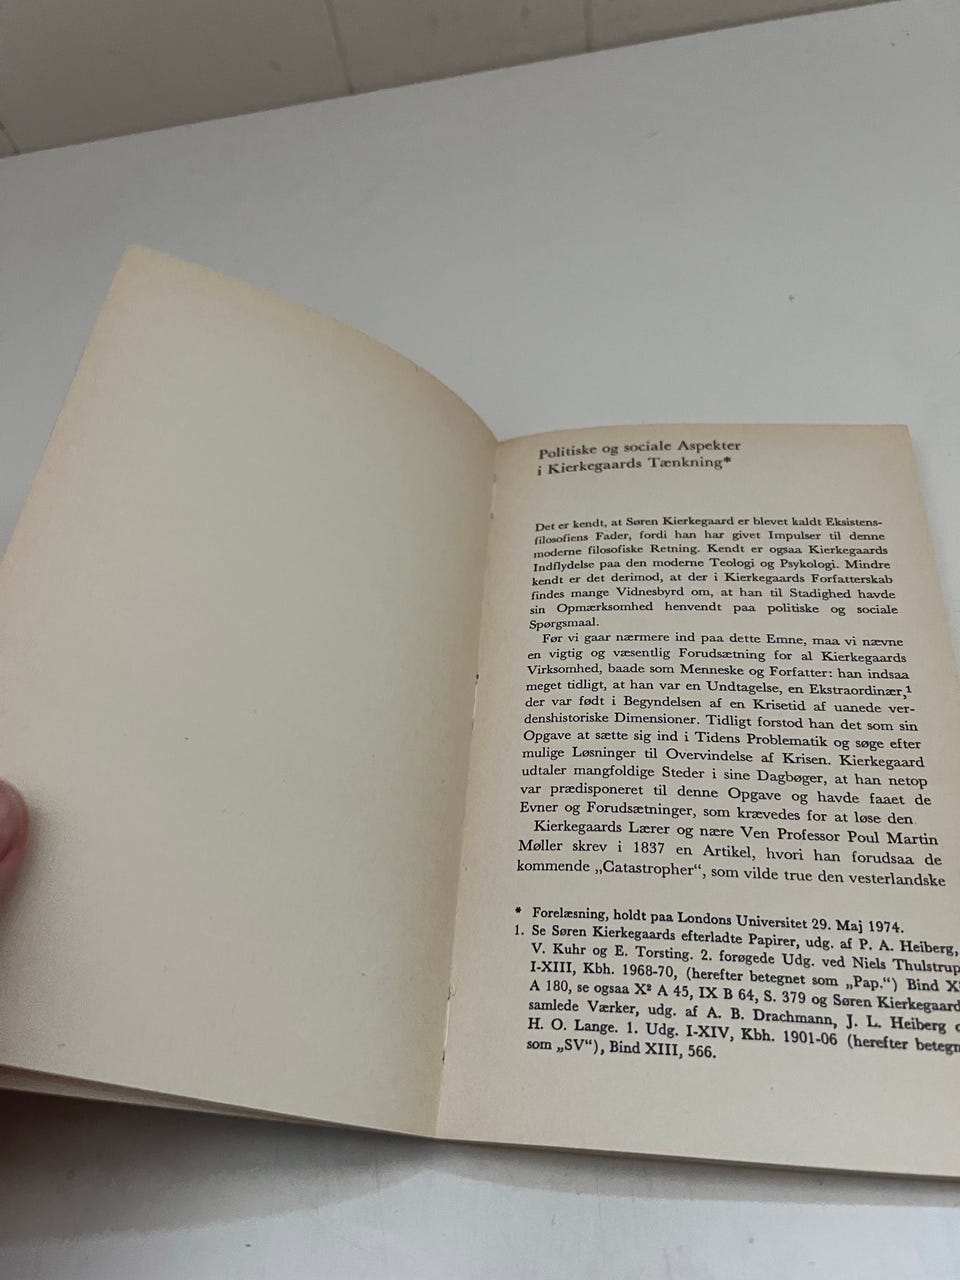 Politiske og sociale Aspekter
i Kierkegaards Tænkning*
Det er kendt, at Søren Kierkegaard er blevet kaldt Eksistens-
filosofiens Fader, fordi han har givet Impulser til denne
moderne filosofiske Retning. Kendt er ogsaa Kierkegaards
Indflydelse paa den moderne Teologi og Psykologi. Mindre
kendt er det derimod, at der i Kierkegaards Forfatterskab
findes mange Vidnesbyrd om, at han til Stadighed havde
sin Opmærksomhed henvendt paa politiske og sociale
Spørgsmaal.
Før vi gaar nærmere ind paa dette Emne, maa vi nævne
en vigtig og væsentlig Forudsætning for al Kierkegaards
Virksomhed, baade som Menneske og Forfatter: han indsaa
meget tidligt, at han var en Undtagelse, en Ekstraordinær,¹
der var født i Begyndelsen af en Krisetid af uanede ver-
denshistoriske Dimensioner. Tidligt forstod han det som sin
Opgave at sætte sig ind i Tidens Problematik og søge efter
mulige Løsninger til Overvindelse af Krisen. Kierkegaard
udtaler mangfoldige Steder i sine Dagbøger, at han netop
var prædisponeret til denne Opgave og havde faaet de
Evner og Forudsætninger, som krævedes for at løse den.
Kierkegaards Lærer og nære Ven Professor Poul Martin
Møller skrev i 1837 en Artikel, hvori han forudsaa de
kommende „Catastropher“, som vilde true den vesterlandske
* Forelæsning, holdt paa Londons Universitet 29. Maj 1974.
1. Se Søren Kierkegaards efterladte Papirer, udg. af P. A. Heiberg,
V. Kuhr og E. Torsting. 2. forøgede Udg. ved Niels Thulstrup
I-XIII, Kbh. 1968-70, (herefter betegnet som „Pap.“) Bind
A 180, se ogsaa X² A 45, IX B 64, S. 379 og Søren Kierkegaard
samlede Værker, udg. af A. B. Drachmann, J. L. Heiberg
H. O. Lange. 1. Udg. I-XIV, Kbh. 1901-06 (herefter betegn
som „SV“), Bind XIII, 566.